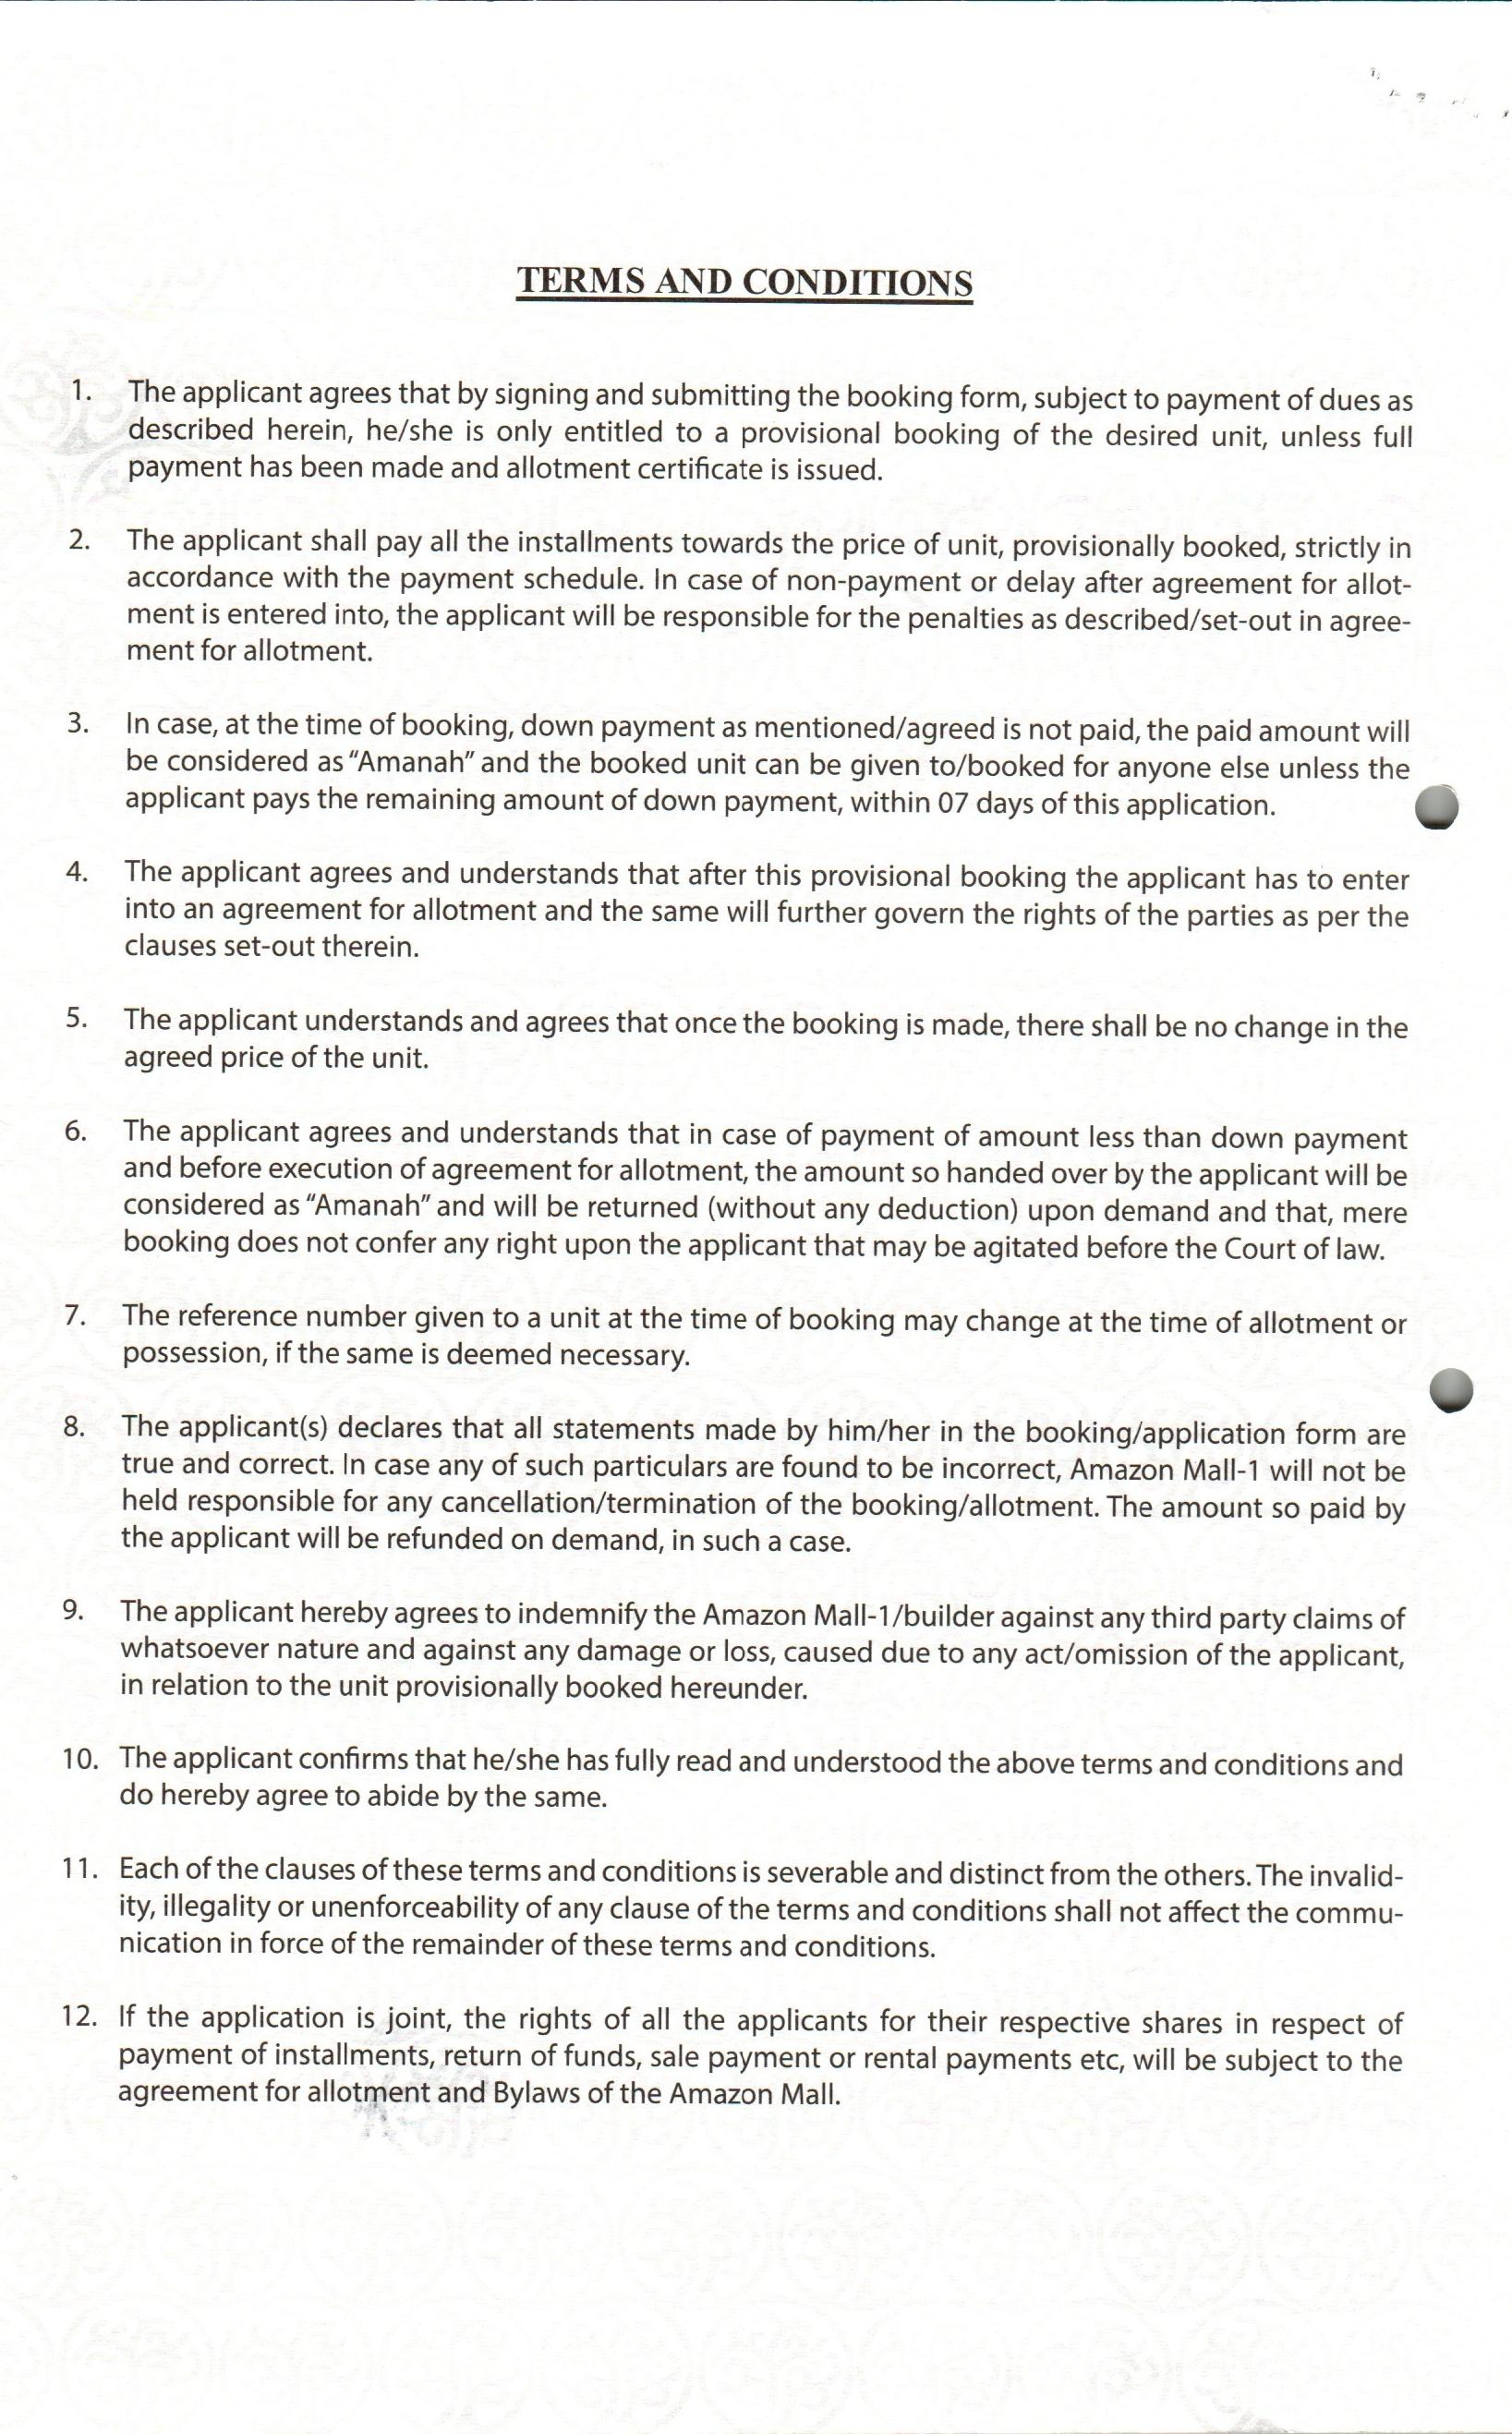 TERMS AND CONDITIONS
1. The applicant agrees that by signing and submitting the booking form, subject to payment of dues as
described herein, he/she is only entitled to a provisional booking of the desired unit, unless full
payment has been made and allotment certificate is issued.
2. The applicant shall pay all the installments towards the price of unit, provisionally booked, strictly in
accordance with the payment schedule. In case of non-payment or delay after agreement for allot-
ment is entered into, the applicant will be responsible for the penalties as described/set-out in agree-
ment for allotment.
3. In case, at the time of booking, down payment as mentioned/agreed is not paid, the paid amount will
be considered as “Amanah” and the booked unit can be given to/booked for anyone else unless the
applicant pays the remaining amount of down payment, within 07 days of this application.
4. The applicant agrees and understands that after this provisional booking the applicant has to enter
into an agreement for allotment and the same will further govern the rights of the parties as per the
clauses set-out therein.
5. The applicant understands and agrees that once the booking is made, there shall be no change in the
agreed price of the unit.
6. The applicant agrees and understands that in case of payment of amount less than down payment
and before execution of agreement for allotment, the amount so handed over by the applicant will be
considered as “Amanah” and will be returned (without any deduction) upon demand and that, mere
booking does not confer any right upon the applicant that may be agitated before the Court of law.
7. The reference number given to a unit at the time of booking may change at the time of allotment or
possession, if the same is deemed necessary.
8. The applicant(s) declares that all statements made by him/her in the booking/application form are
true and correct. In case any of such particulars are found to be incorrect, Amazon Mall-1 will not be
held responsible for any cancellation/termination of the booking/allotment. The amount so paid by
the applicant will be refunded on demand, in such a case.
9. The applicant hereby agrees to indemnify the Amazon Mall-1/builder against any third party claims of
whatsoever nature and against any damage or loss, caused due to any act/omission of the applicant,
in relation to the unit provisionally booked hereunder.
10. The applicant confirms that he/she has fully read and understood the above terms and conditions and
do hereby agree to abide by the same.
11. Each of the clauses of these terms and conditions is severable and distinct from the others. The invalid-
ity, illegality or unenforceability of any clause of the terms and conditions shall not affect the commu-
nication in force of the remainder of these terms and conditions.
12. If the application is joint, the rights of all the applicants for their respective shares in respect of
payment of installments, return of funds, sale payment or rental payments etc, will be subject to the
agreement for allotment and Bylaws of the Amazon Mall.